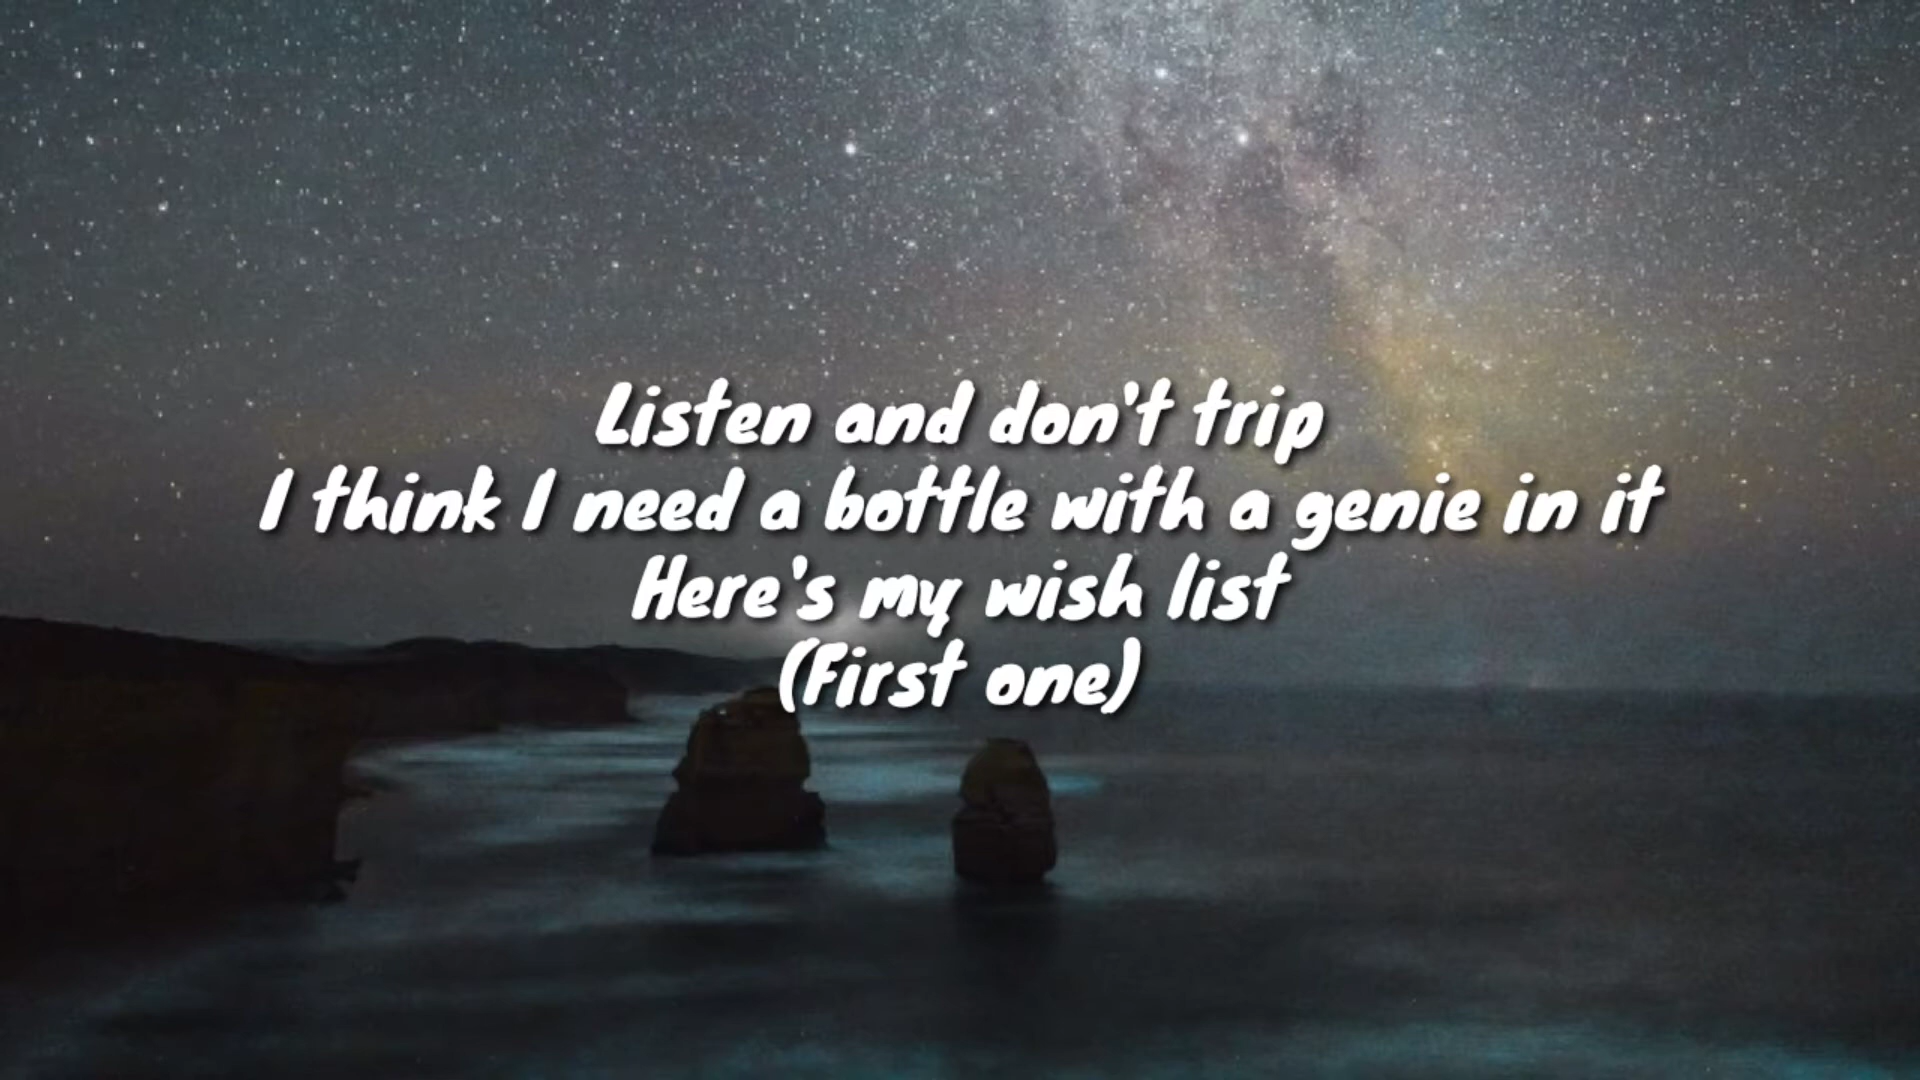 Listen and don't trip
I think I need a bottle with a genie in it
Here's my wish list
(First one)